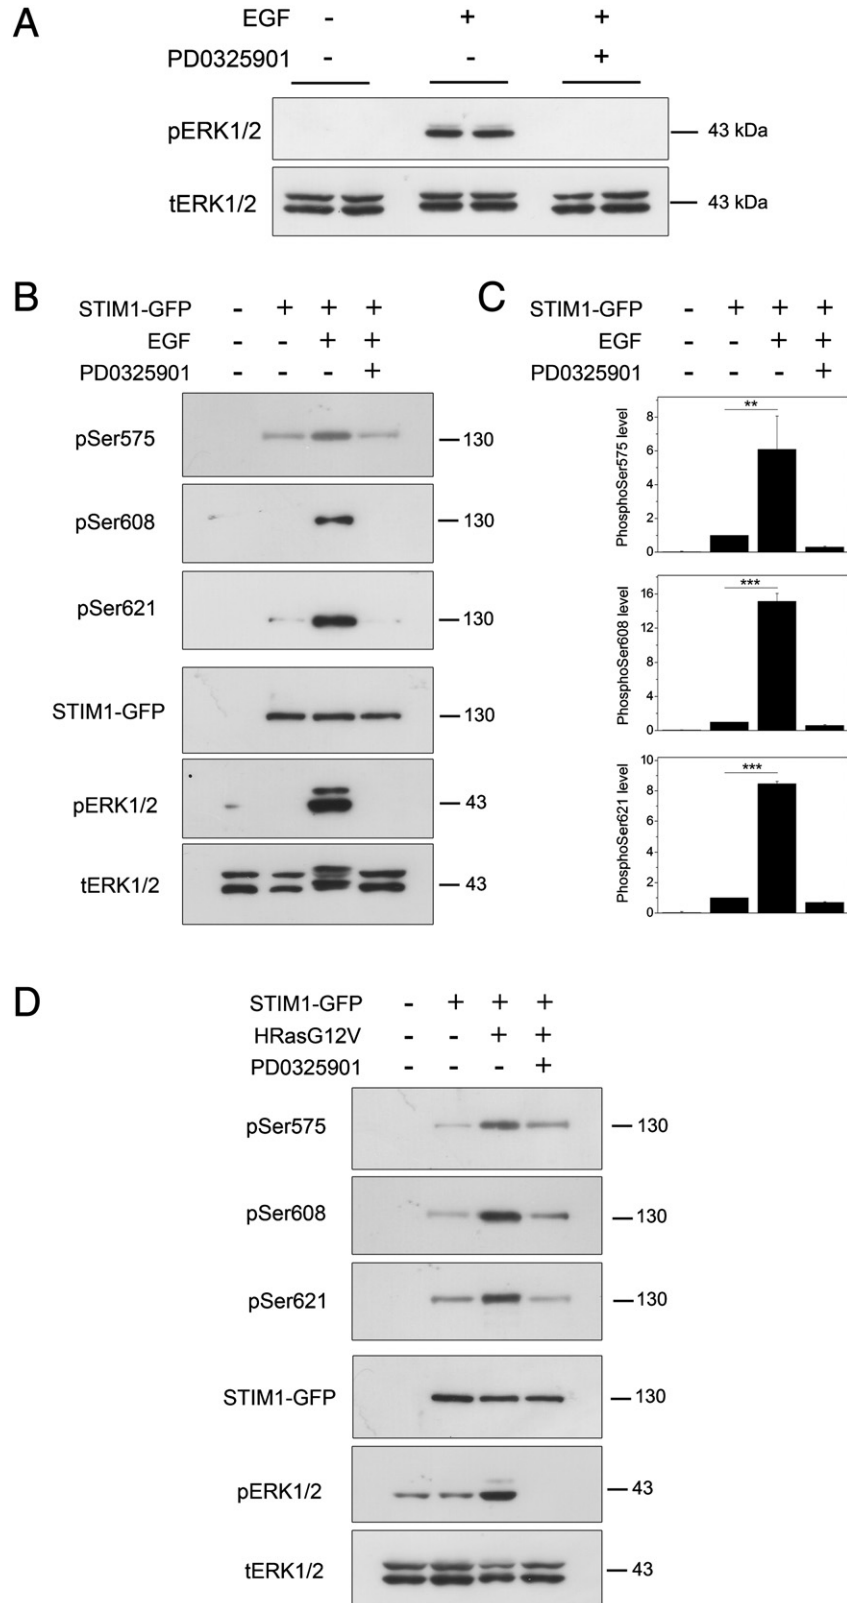 A
EGF - + +
PD0325901 - - +
pERK1/2 43 kDa
tERK1/2 43 kDa
B
STIM1-GFP - + + +
EGF - - + +
PD0325901 - - - +
pSer575 130
pSer608 130
pSer621 130
STIM1-GFP 130
pERK1/2 43
tERK1/2 43
C
STIM1-GFP - + + +
EGF - - + +
PD0325901 - - - +
PhosphoSer575 level
8
6
4
2
0
**
PhosphoSer608 level
16
12
8
4
0
***
PhosphoSer621 level
10
8
6
4
2
0
***
D
STIM1-GFP - + + +
HRasG12V - - + +
PD0325901 - - - +
pSer575 130
pSer608 130
pSer621 130
STIM1-GFP 130
pERK1/2 43
tERK1/2 43